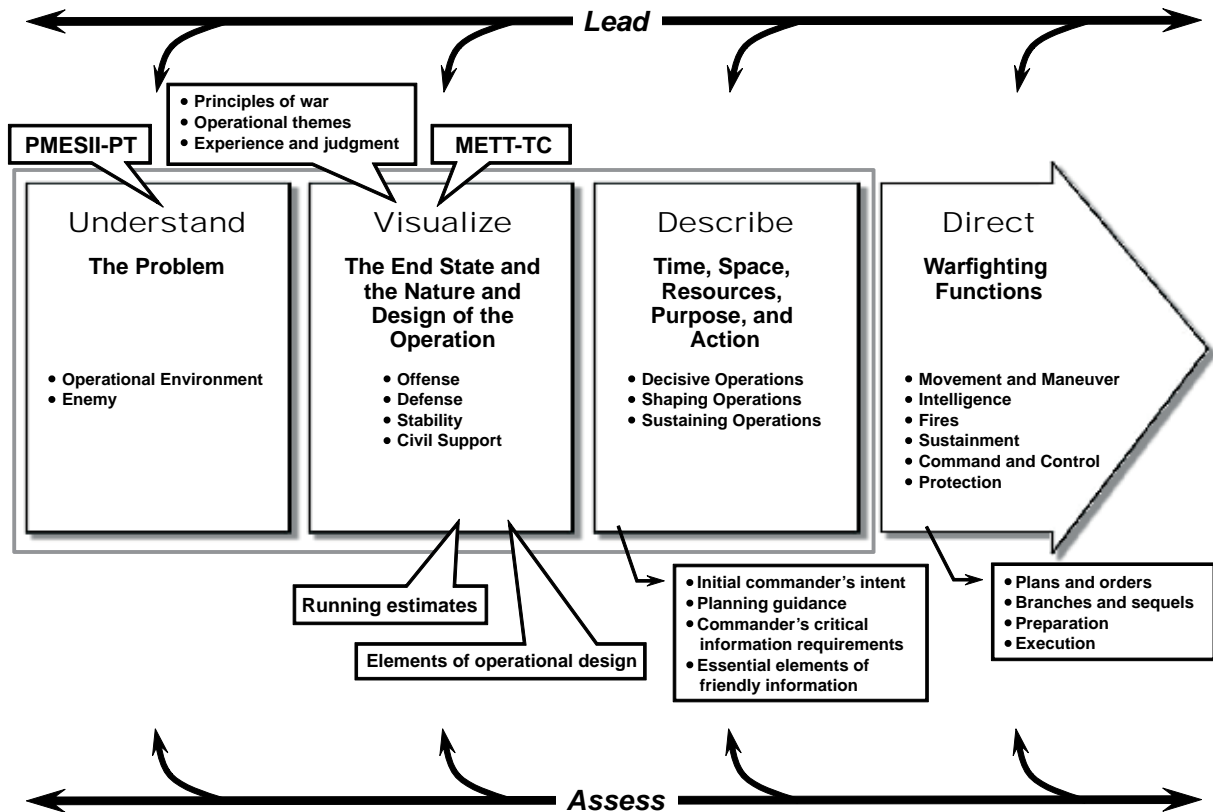 Lead
• Principles of war
• Operational themes
• Experience and judgment
PMESII-PT
METT-TC
Understand
The Problem
• Operational Environment
• Enemy
Visualize
The End State and
the Nature and
Design of the
Operation
• Offense
• Defense
• Stability
• Civil Support
Describe
Time, Space,
Resources,
Purpose, and
Action
• Decisive Operations
• Shaping Operations
• Sustaining Operations
Direct
Warfighting
Functions
• Movement and Maneuver
• Intelligence
• Fires
• Sustainment
• Command and Control
• Protection
Running estimates
Elements of operational design
• Initial commander’s intent
• Planning guidance
• Commander’s critical
information requirements
• Essential elements of
friendly information
• Plans and orders
• Branches and sequels
• Preparation
• Execution
Assess